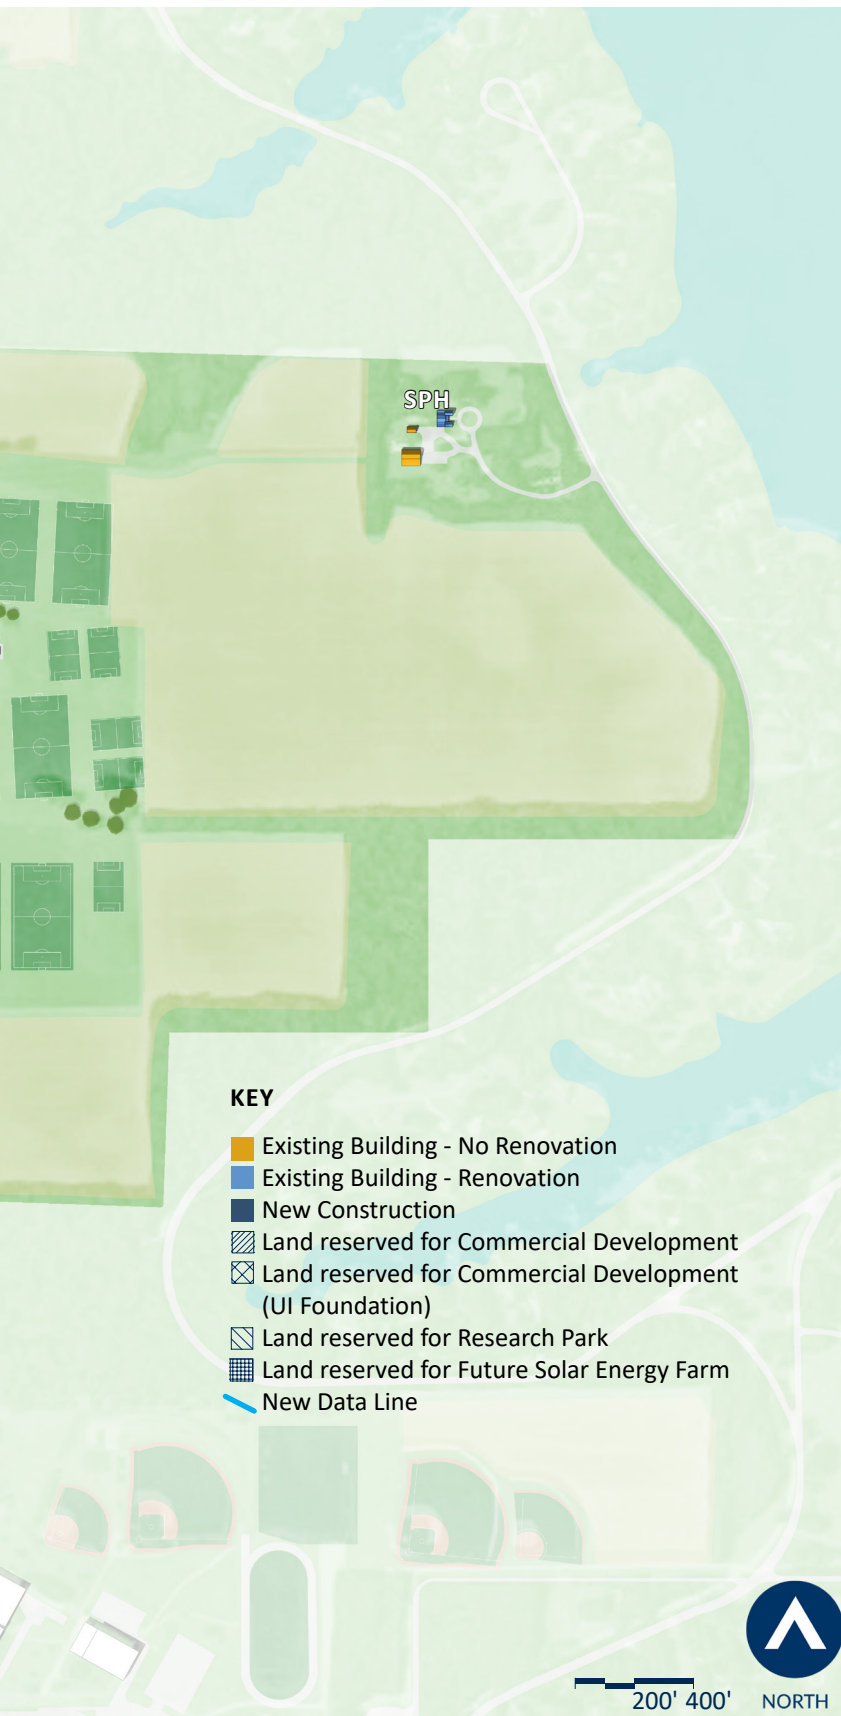 SPH
KEY
Existing Building - No Renovation
Existing Building - Renovation
New Construction
Land reserved for Commercial Development
Land reserved for Commercial Development
(UI Foundation)
Land reserved for Research Park
Land reserved for Future Solar Energy Farm
New Data Line
200' 400'
NORTH